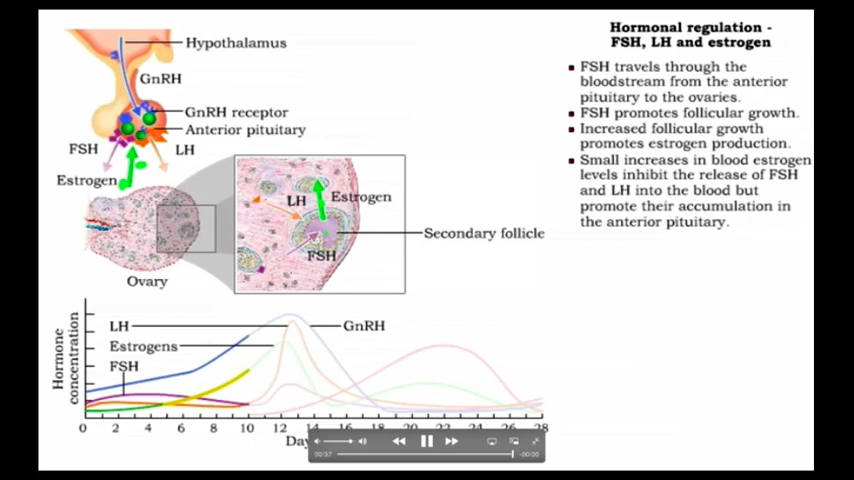 Hormonal regulation -
FSH, LH and estrogen
Hypothalamus
GnRH
GnRH receptor
Anterior pituitary
FSH
LH
Estrogen
Ovary
LH
Estrogen
FSH
Secondary follicle
FSH travels through the
bloodstream from the anterior
pituitary to the ovaries.
FSH promotes follicular growth.
Increased follicular growth
promotes estrogen production.
Small increases in blood estrogen
levels inhibit the release of FSH
and LH into the blood but
promote their accumulation in
the anterior pituitary.
Hormone
concentration
LH
GnRH
Estrogens
FSH
0 2 4 6 8 10 12 14 16 18 20 22 24 26 28
Day
00:37
-00:00